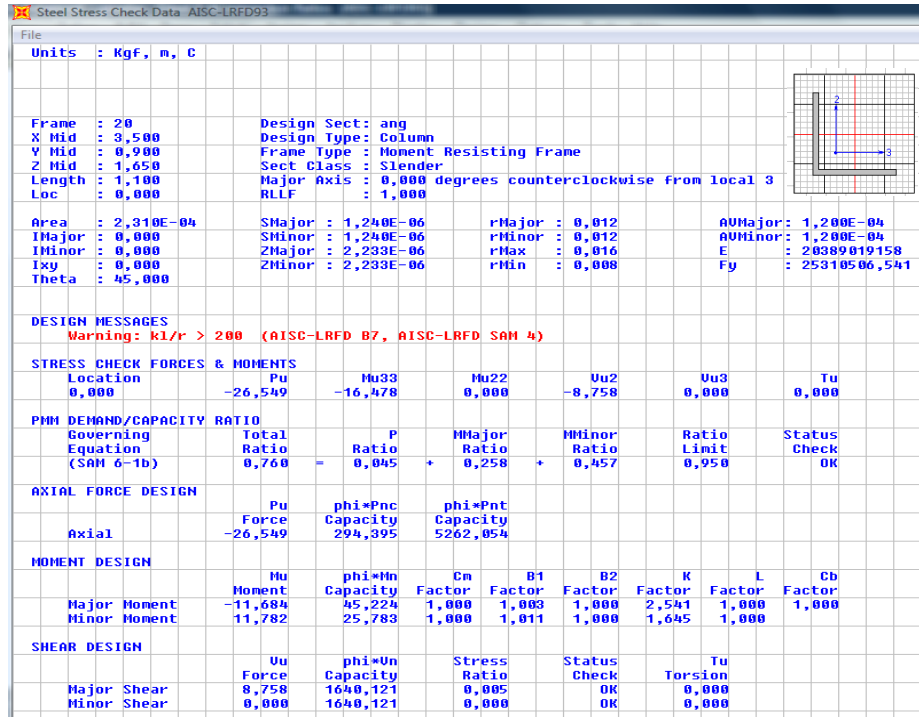 Steel Stress Check Data AISC-LRFD93
File
Units : Kgf, m, C
2
3
Frame : 20 Design Sect: ang
X Mid : 3,500 Design Type: Column
Y Mid : 0,900 Frame Type : Moment Resisting Frame
Z Mid : 1,650 Sect Class : Slender
Length : 1,100 Major Axis : 0,000 degrees counterclockwise from local 3
Loc : 0,000 RLLF : 1,000
Area : 2,310E-04 SMajor : 1,240E-06 rMajor : 0,012 AVMajor: 1,200E-04
IMajor : 0,000 SMinor : 1,240E-06 rMinor : 0,012 AVMinor: 1,200E-04
IMinor : 0,000 ZMajor : 2,233E-06 rMax : 0,016 E : 20389019158
Ixy : 0,000 ZMinor : 2,233E-06 rMin : 0,008 Fy : 25310506,541
Theta : 45,000
DESIGN MESSAGES
Warning: kl/r > 200 (AISC-LRFD B7, AISC-LRFD SAM 4)
STRESS CHECK FORCES & MOMENTS
Location Pu Mu33 Mu22 Vu2 Vu3 Tu
0,000 -26,549 -16,478 0,000 -8,758 0,000 0,000
PMM DEMAND/CAPACITY RATIO
Governing Total P MMajor MMinor Ratio Status
Equation Ratio Ratio Ratio Ratio Limit Check
(SAM 6-1b) 0,760 = 0,045 + 0,258 + 0,457 0,950 OK
AXIAL FORCE DESIGN
Pu phi*Pnc phi*Pnt
Force Capacity Capacity
Axial -26,549 294,395 5262,054
MOMENT DESIGN
Mu phi*Mn Cm B1 B2 K L Cb
Moment Capacity Factor Factor Factor Factor Factor Factor
Major Moment -11,684 45,224 1,000 1,003 1,000 2,541 1,000 1,000
Minor Moment 11,782 25,783 1,000 1,011 1,000 1,645 1,000
SHEAR DESIGN
Vu phi*Vn Stress Status Tu
Force Capacity Ratio Check Torsion
Major Shear 8,758 1640,121 0,005 OK 0,000
Minor Shear 0,000 1640,121 0,000 OK 0,000